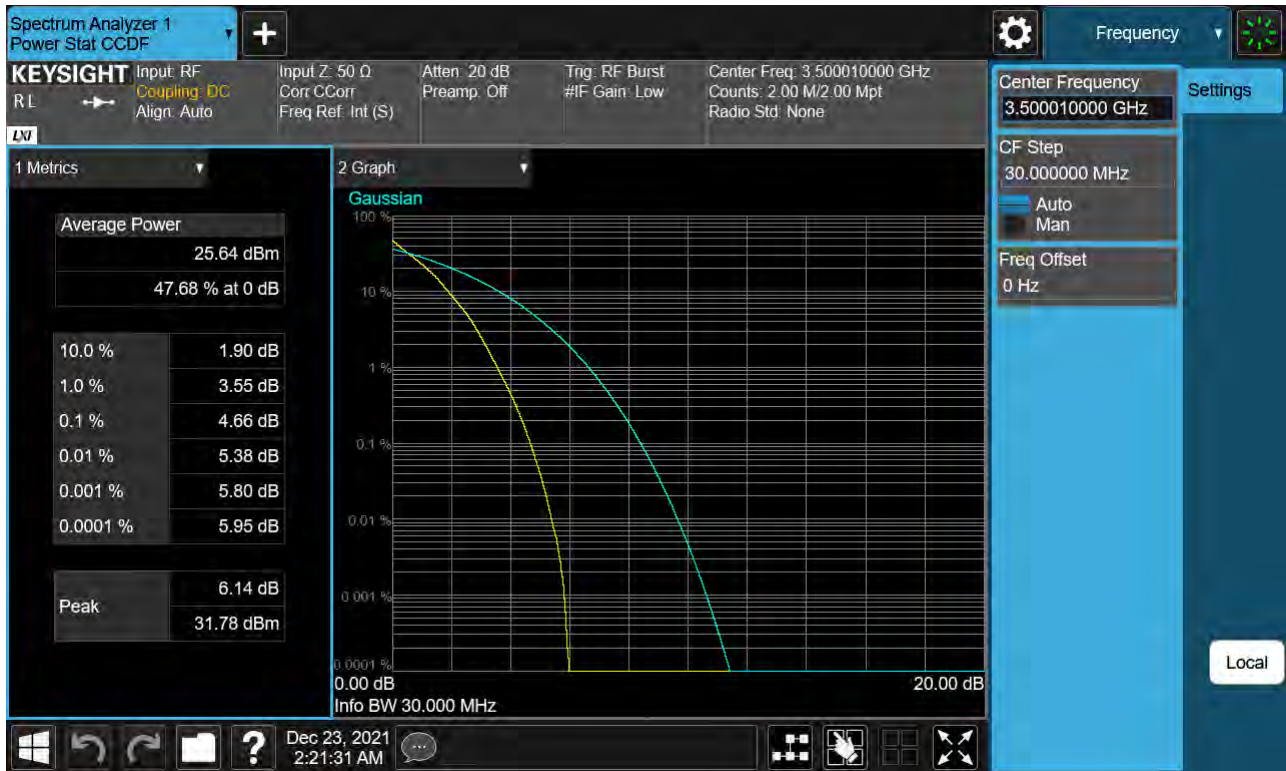 Spectrum Analyzer 1
Power Stat CCDF
+
Frequency
KEYSIGHT
RL
LXI
Input: RF
Coupling: DC
Align: Auto
Input Z: 50 Ω
Corr CCorr
Freq Ref: Int (S)
Atten: 20 dB
Preamp: Off
Trig: RF Burst
#IF Gain: Low
Center Freq: 3.500010000 GHz
Counts: 2.00 M/2.00 Mpt
Radio Std: None
Center Frequency
3.500010000 GHz
Settings
CF Step
30.000000 MHz
Auto
Man
Freq Offset
0 Hz
1 Metrics
Average Power
25.64 dBm
47.68 % at 0 dB
10.0 % 1.90 dB
1.0 % 3.55 dB
0.1 % 4.66 dB
0.01 % 5.38 dB
0.001 % 5.80 dB
0.0001 % 5.95 dB
Peak
6.14 dB
31.78 dBm
2 Graph
Gaussian
100 %
10 %
1 %
0.1 %
0.01 %
0.001 %
0.0001 %
0.00 dB 20.00 dB
Info BW 30.000 MHz
Local
?
Dec 23, 2021
2:21:31 AM